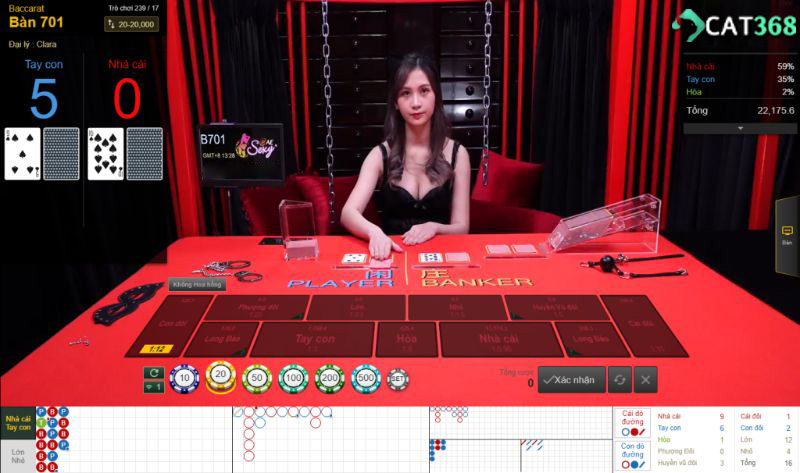 Baccarat
Bàn 701
Trò chơi 239 / 17
20-20,000
Đại lý : Clara
Tay con
Nhà cái
5
0
CAT368
Nhà cái 59%
Tay con 35%
Hòa 2%
Tổng 22,175.6
B701
AE
Sexy
GMT+8 13:28
Bàn
Không Hoa hồng
闲
庄
PLAYER
BANKER
Phượng đôi
Lớn
Nhỏ
Huyền Vũ đôi
Con đôi
1:12
Long Bảo
Tay con
Hòa
Nhà cái
Long Bảo
Cái đôi
10
20
50
100
200
500
SET
1
Tổng cược
0
Xác nhận
Nhà cái
Tay con
Lớn
Nhỏ
P B P
T P B
B P B
P B P
B B P
B
Cái dò
đường
Con dò
đường
Nhà cái 9
Cái đôi 1
Tay con 6
Con đôi 2
Hòa 1
Lớn 12
Phượng Đôi 0
Nhỏ 4
Huyền vũ đôi 3
Tổng 16